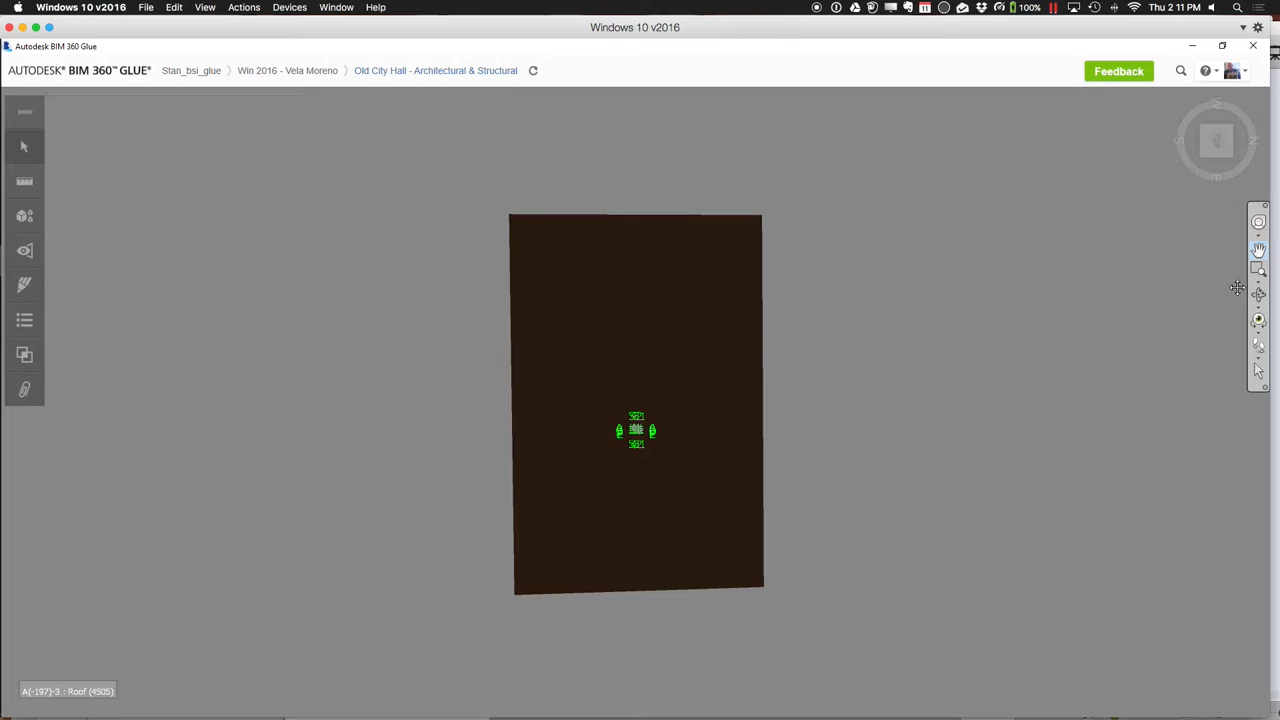 Windows 10 v2016 File Edit View Actions Devices Window Help
11 100% Thu 2 11 PM
Windows 10 v2016
Autodesk BIM 360 Glue
AUTODESK® BIM 360™ GLUE® Stan_bsi_glue Win 2016 - Vela Moreno Old City Hall - Architectural & Structural Feedback
N
S
E
A(-197)-3 : Roof (4505)